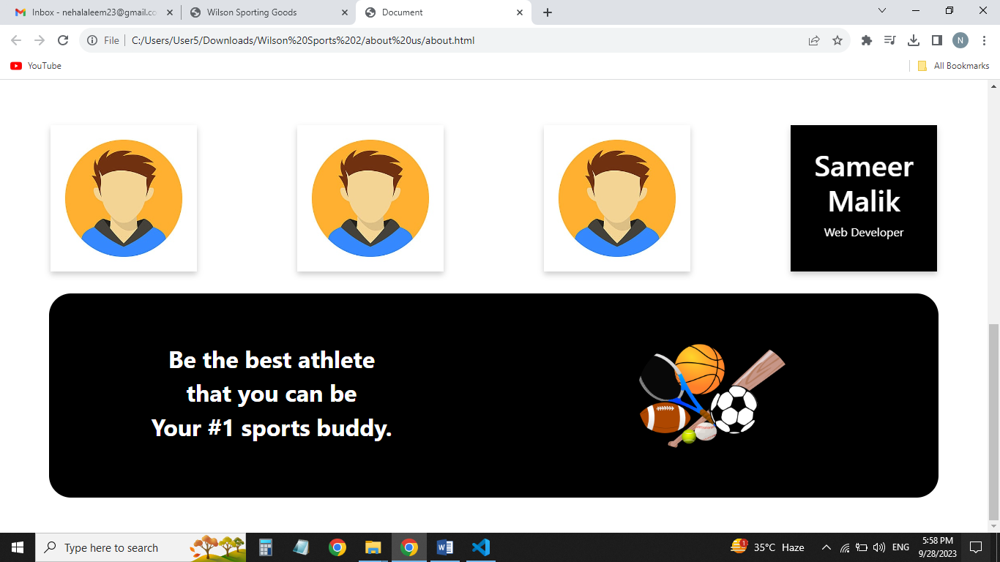 Inbox - nehalaleem23@gmail.co
Wilson Sporting Goods
Document
File
C:/Users/User5/Downloads/Wilson%20Sports%202/about%20us/about.html
N
YouTube
All Bookmarks
Sameer
Malik
Web Developer
Be the best athlete
that you can be
Your #1 sports buddy.
Type here to search
1
35°C Haze
ENG
5:58 PM
9/28/2023